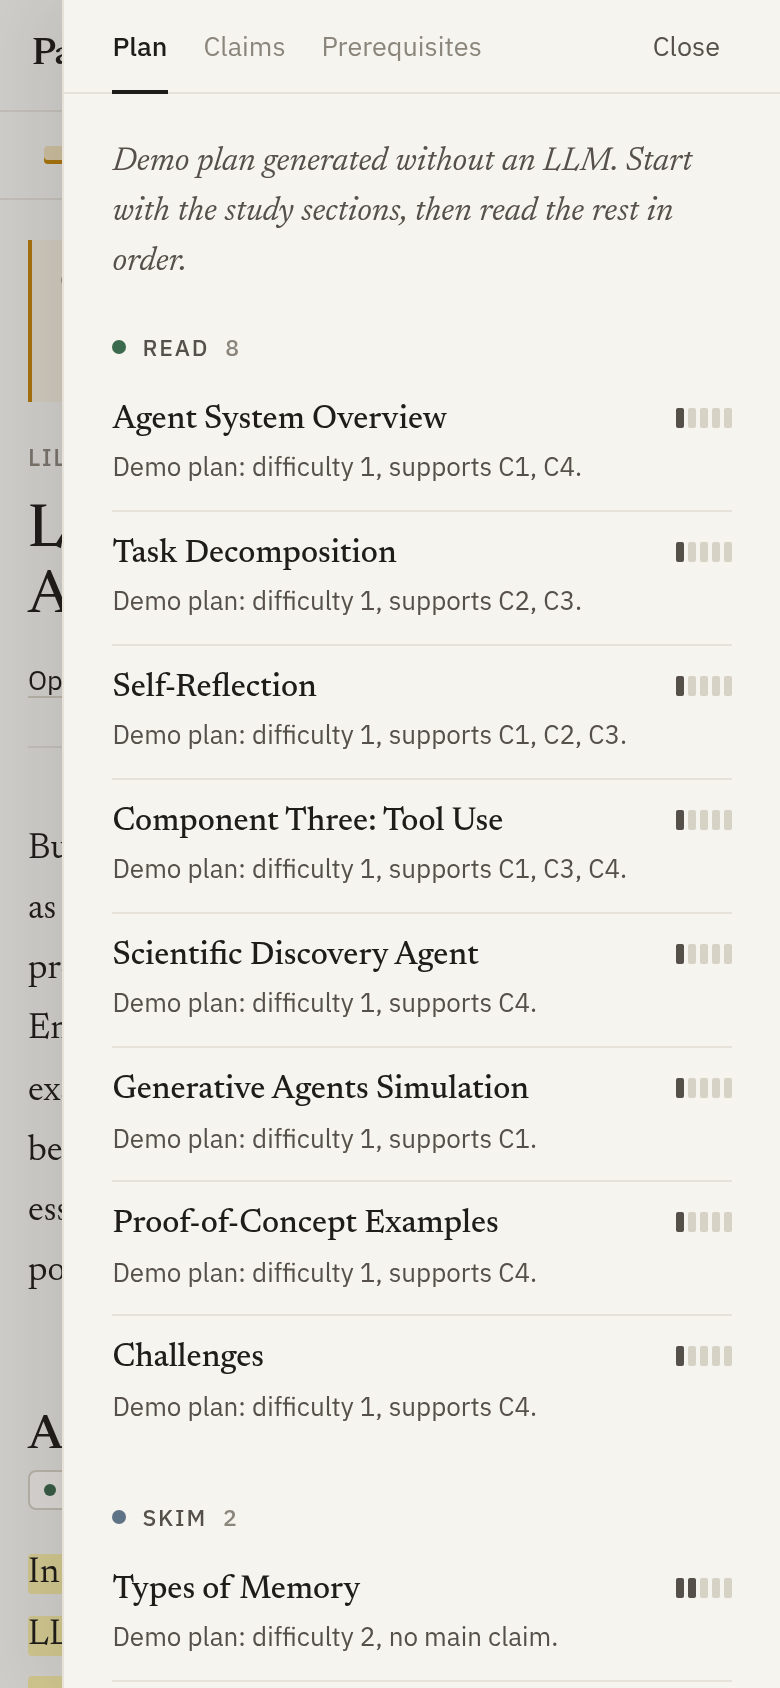 Plan Claims Prerequisites Close
Demo plan generated without an LLM. Start
with the study sections, then read the rest in
order.
READ 8
Agent System Overview
Demo plan: difficulty 1, supports C1, C4.
Task Decomposition
Demo plan: difficulty 1, supports C2, C3.
Self-Reflection
Demo plan: difficulty 1, supports C1, C2, C3.
Component Three: Tool Use
Demo plan: difficulty 1, supports C1, C3, C4.
Scientific Discovery Agent
Demo plan: difficulty 1, supports C4.
Generative Agents Simulation
Demo plan: difficulty 1, supports C1.
Proof-of-Concept Examples
Demo plan: difficulty 1, supports C4.
Challenges
Demo plan: difficulty 1, supports C4.
SKIM 2
Types of Memory
Demo plan: difficulty 2, no main claim.